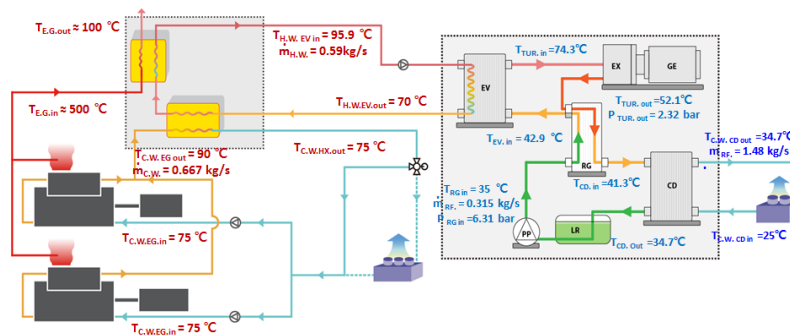 T_E.G.out ≈ 100 ℃
T_H.W. EV in = 95.9 ℃
ṁ_H.W. = 0.59kg/s
T_E.G.in ≈ 500 ℃
T_H.W.EV.out = 70 ℃
T_C.W. EG out = 90 ℃
ṁ_C.W. = 0.667 kg/s
T_C.W.HX.out = 75 ℃
T_C.W.EG.in = 75 ℃
T_C.W.EG.in = 75 ℃
T_TUR. in =74.3℃
EX
GE
EV
T_TUR. out =52.1℃
P_TUR. out = 2.32 bar
T_EV. in = 42.9 ℃
RG
T_CD. in =41.3℃
CD
T_RG in = 35 ℃
ṁ_RF. = 0.315 kg/s
P_RG in =6.31 bar
PP
LR
T_CD. Out = 34.7℃
T_C.W. CD out = 34.7℃
ṁ_RF. = 1.48 kg/s
T_C.W. CD in =25℃